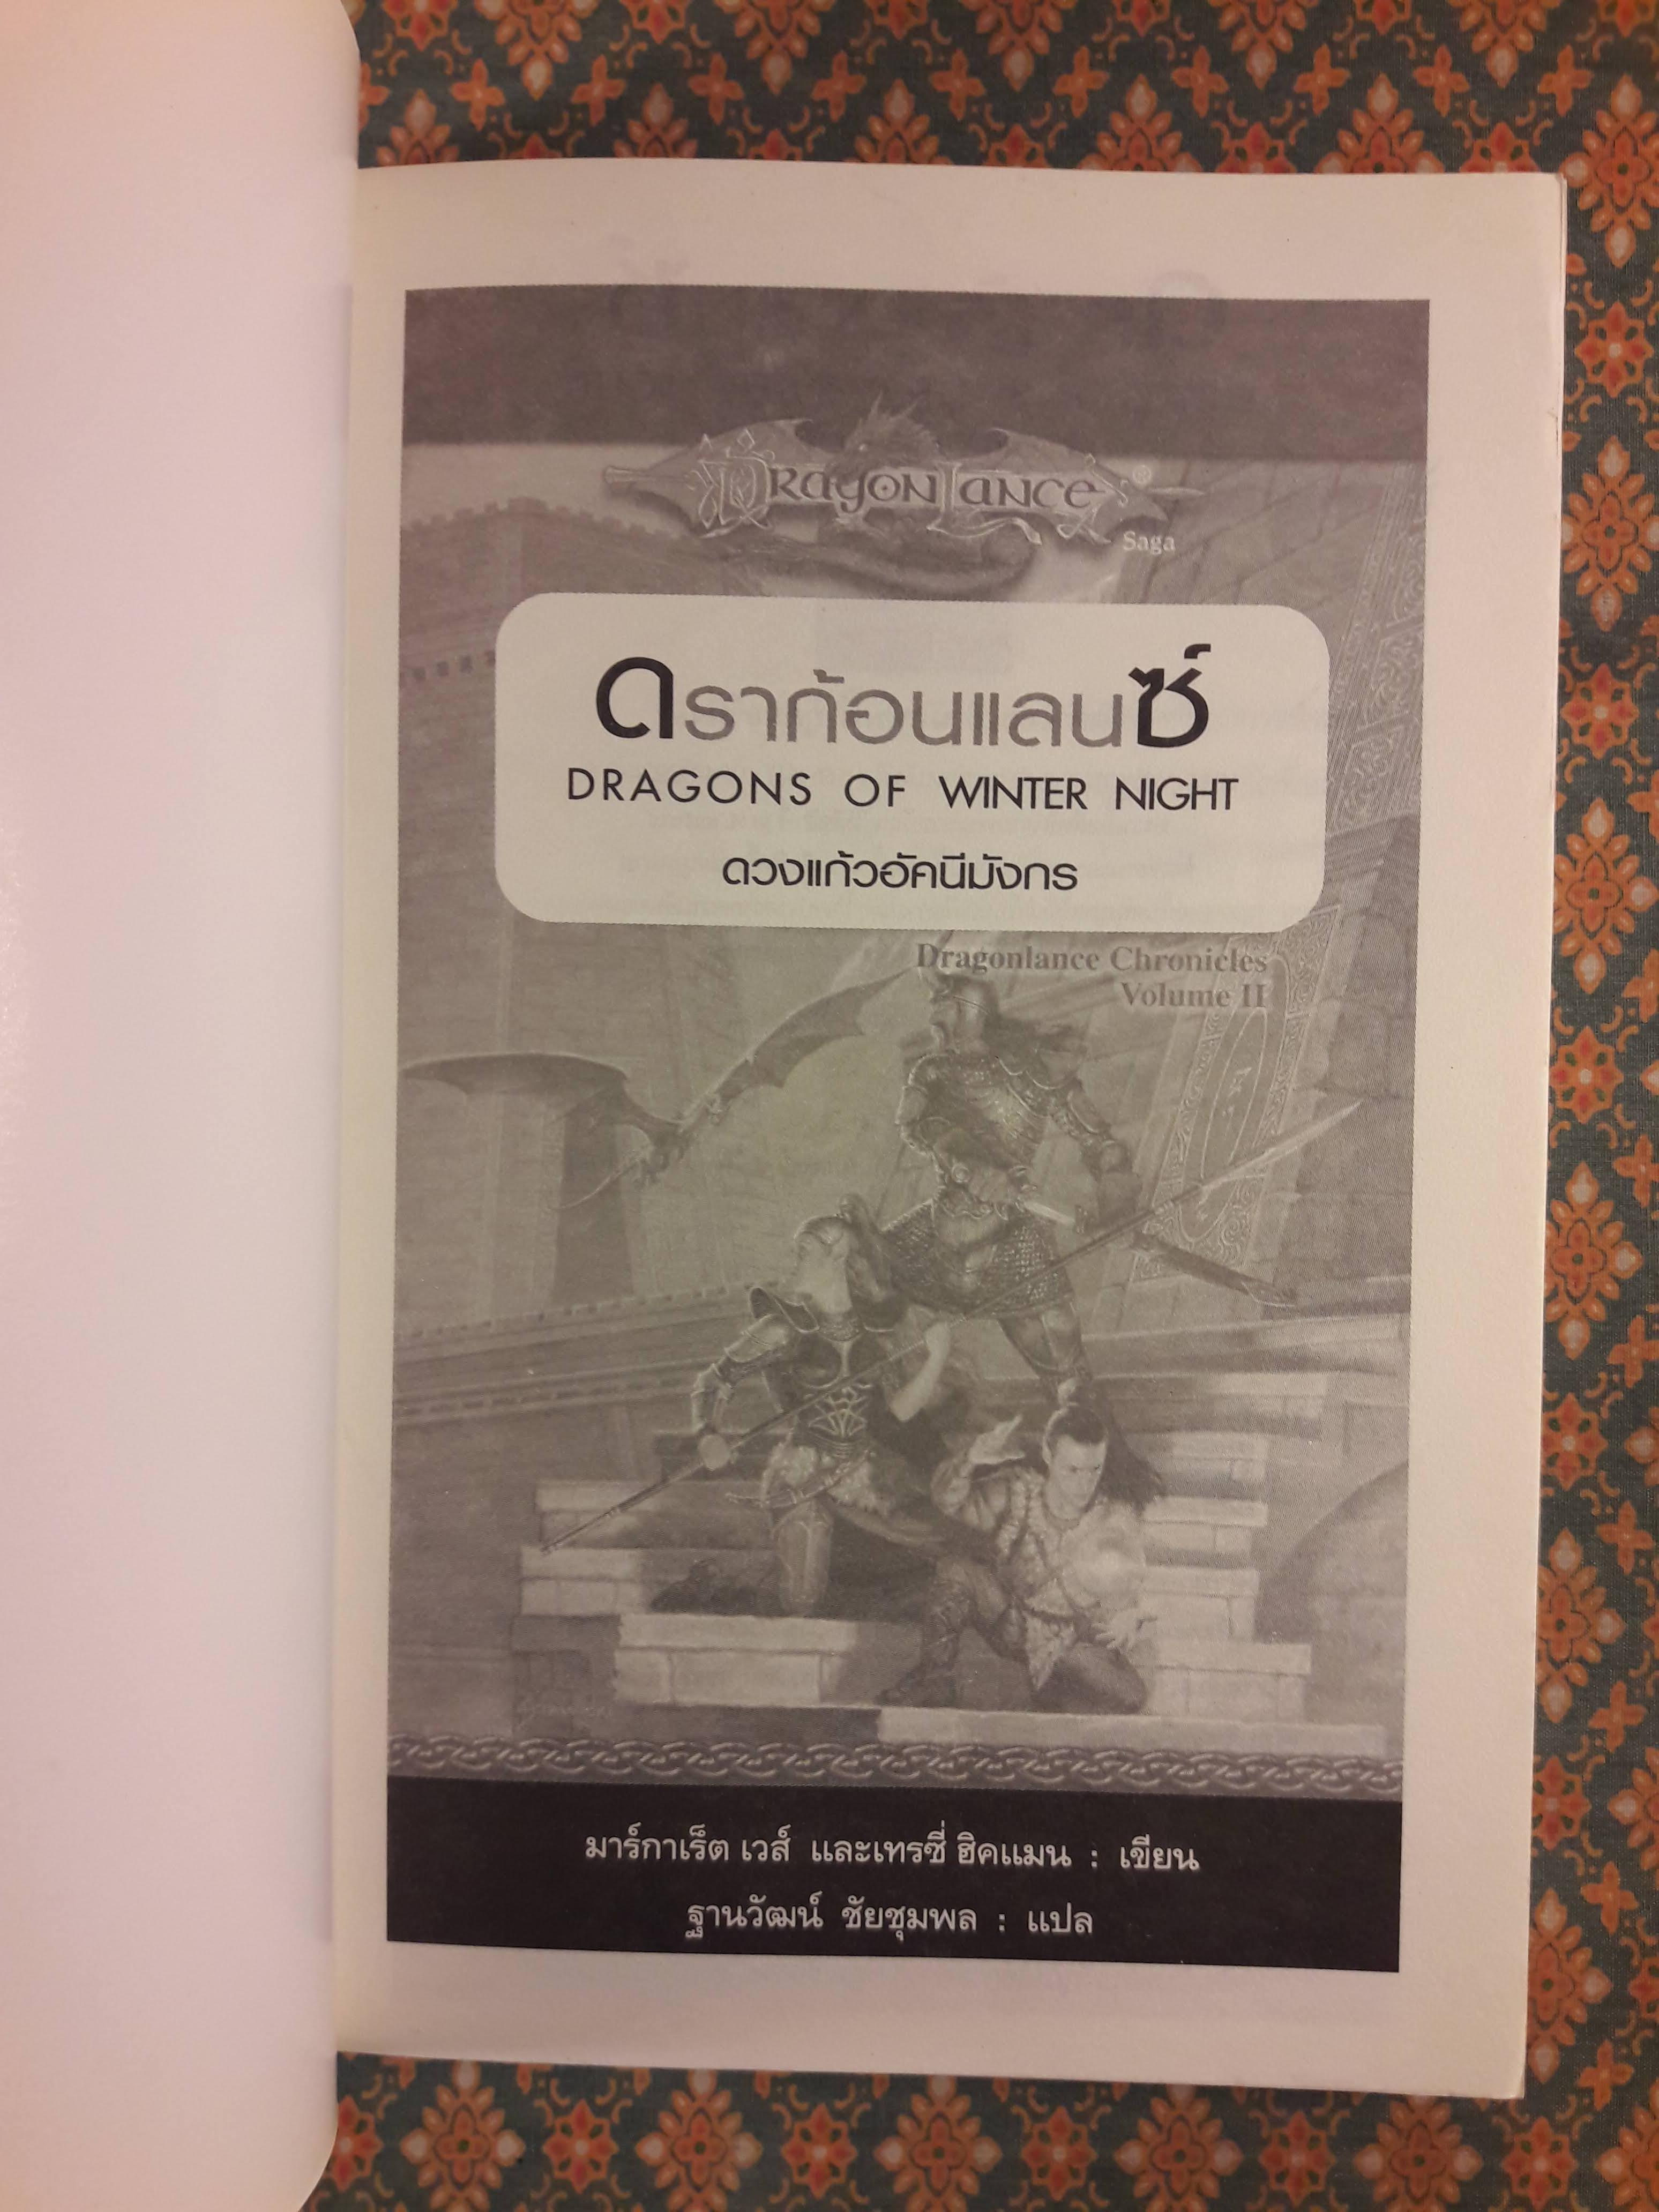 DRAGONLANCE
Saga
ดราก้อนแลนซ์
DRAGONS OF WINTER NIGHT
ดวงแก้วอัคนีมังกร
Dragonlance Chronicles
Volume II
มาร์กาเร็ต เวส์ และเทรซี่ ฮิคแมน : เขียน
ฐานวัฒน์ ชัยชุมพล : แปล